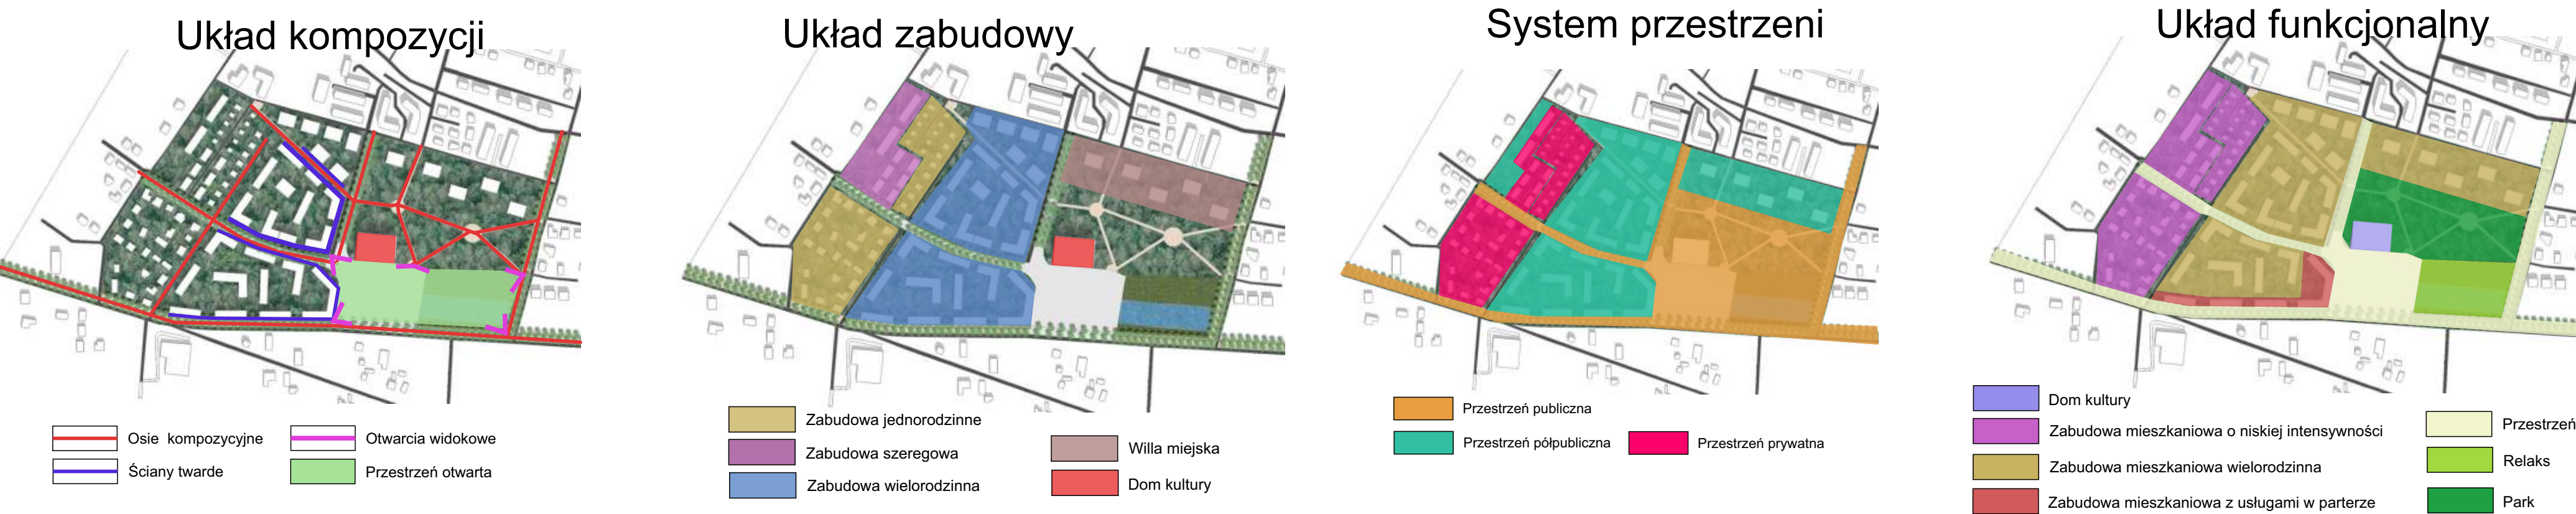 Układ kompozycji
Układ zabudowy
System przestrzeni
Układ funkcjonalny
Osie kompozycyjne
Otwarcia widokowe
Ściany twarde
Przestrzeń otwarta
Zabudowa jednorodzinne
Zabudowa szeregowa
Willa miejska
Zabudowa wielorodzinna
Dom kultury
Przestrzeń publiczna
Przestrzeń półpubliczna
Przestrzeń prywatna
Dom kultury
Zabudowa mieszkaniowa o niskiej intensywności
Przestrzeń
Zabudowa mieszkaniowa wielorodzinna
Relaks
Zabudowa mieszkaniowa z usługami w parterze
Park